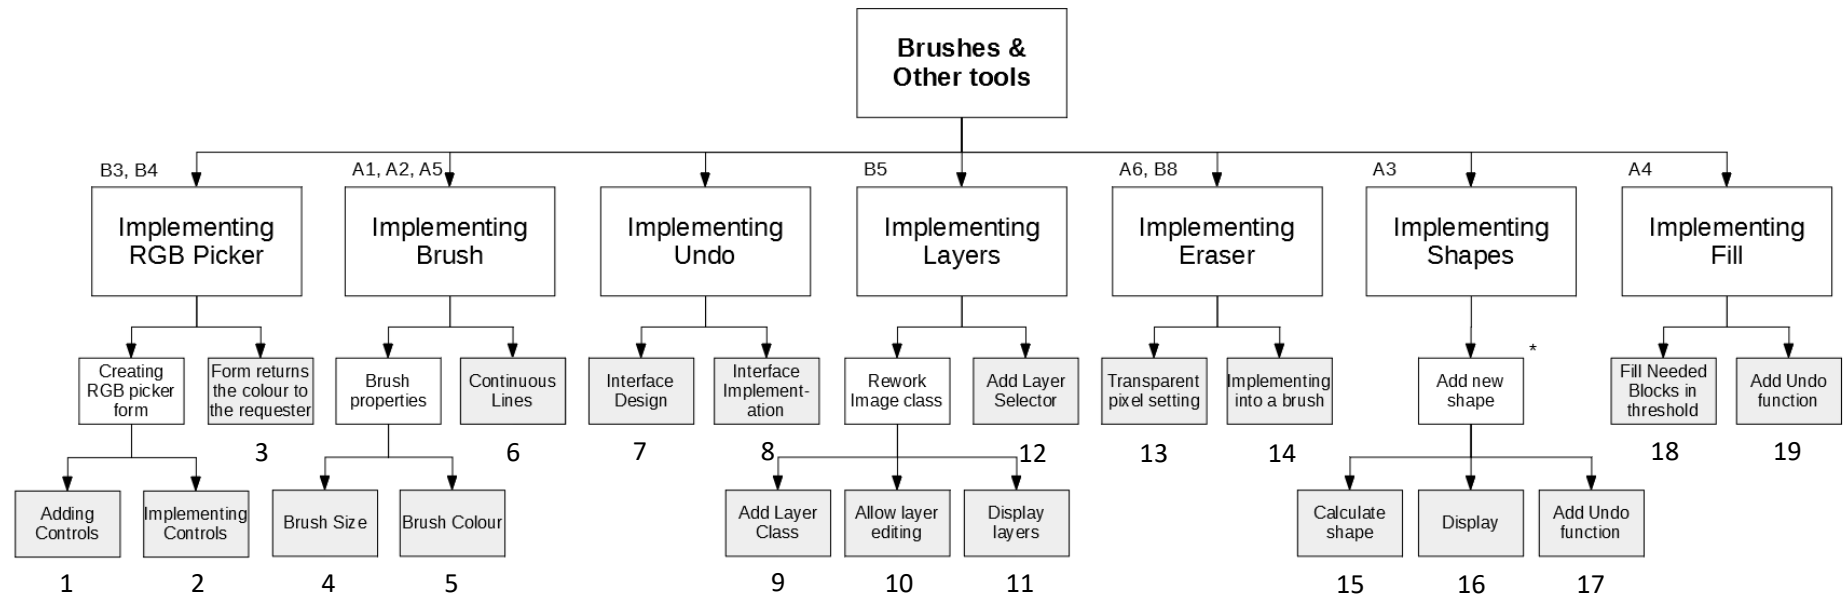 Brushes &
Other tools
B3, B4
A1, A2, A5
B5
A6, B8
A3
A4
Implementing
RGB Picker
Implementing
Brush
Implementing
Undo
Implementing
Layers
Implementing
Eraser
Implementing
Shapes
Implementing
Fill
Creating
RGB picker
form
Form returns
the colour to
the requester
Brush
properties
Continuous
Lines
Interface
Design
Interface
Implement-
ation
Rework
Image class
Add Layer
Selector
Transparent
pixel setting
Implementing
into a brush
Add new
shape
*
Fill Needed
Blocks in
threshold
Add Undo
function
3
6
7
8
12
13
14
18
19
Adding
Controls
Implementing
Controls
Brush Size
Brush Colour
Add Layer
Class
Allow layer
editing
Display
layers
Calculate
shape
Display
Add Undo
function
1
2
4
5
9
10
11
15
16
17